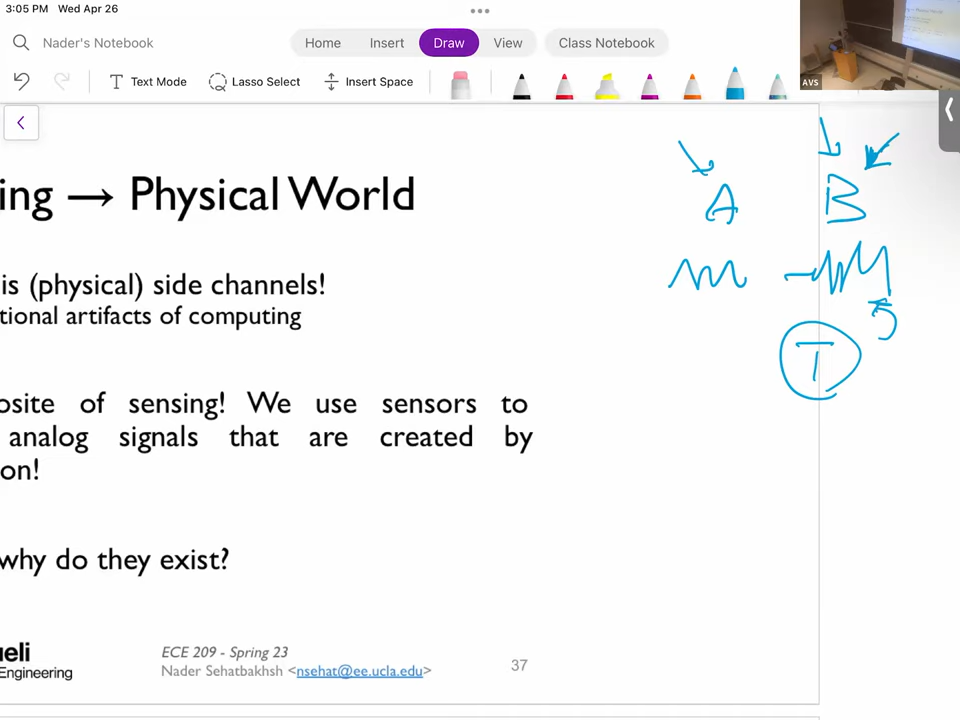 3:05 PM Wed Apr 26
Nader's Notebook
Home Insert Draw View Class Notebook
Text Mode Lasso Select Insert Space
AVS
ing → Physical World
A B
is (physical) side channels!
tional artifacts of computing
T
osite of sensing! We use sensors to
analog signals that are created by
on!
why do they exist?
eli
Engineering
ECE 209 - Spring 23
Nader Sehatbakhsh <nsehat@ee.ucla.edu>
37